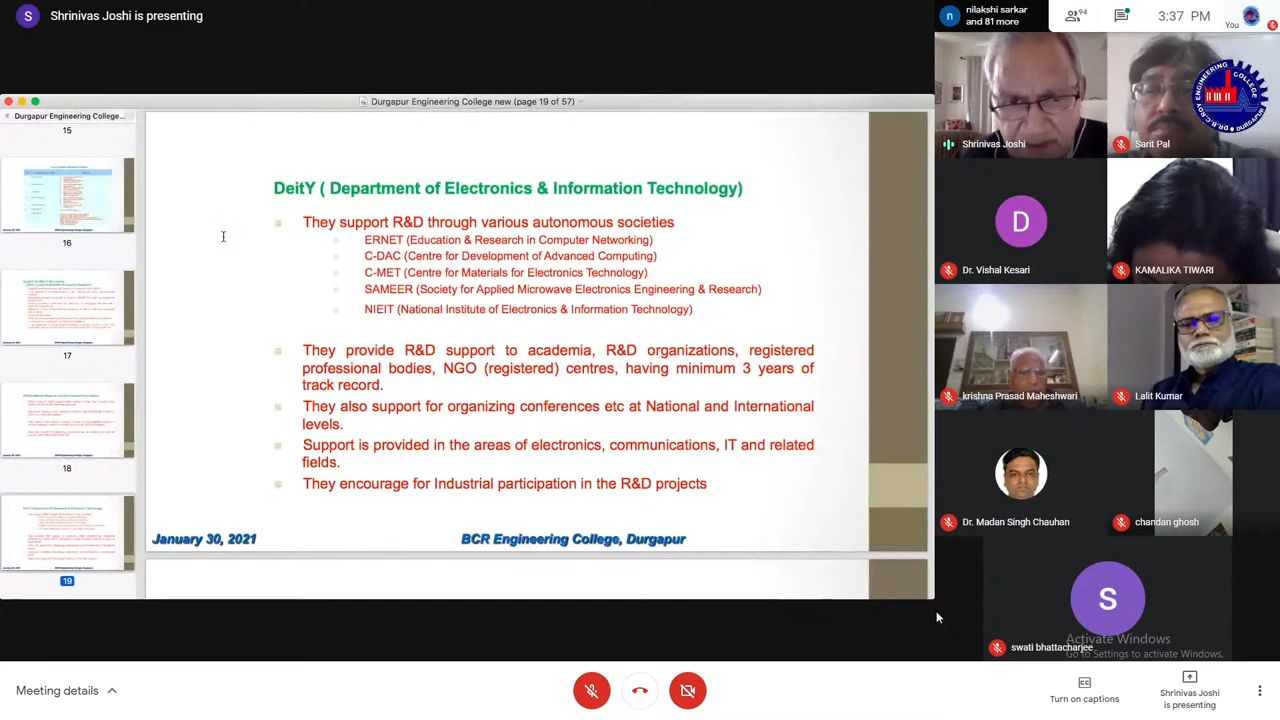 S Shrinivas Joshi is presenting
n nilakshi sarkar
and 81 more
94
3:37 PM
You
Durgapur Engineering College new (page 19 of 57)
Durgapur Engineering College...
15
16
17
18
19
DeitY ( Department of Electronics & Information Technology)
They support R&D through various autonomous societies
ERNET (Education & Research in Computer Networking)
C-DAC (Centre for Development of Advanced Computing)
C-MET (Centre for Materials for Electronics Technology)
SAMEER (Society for Applied Microwave Electronics Engineering & Research)
NIEIT (National Institute of Electronics & Information Technology)
They provide R&D support to academia, R&D organizations, registered
professional bodies, NGO (registered) centres, having minimum 3 years of
track record.
They also support for organizing conferences etc at National and International
levels.
Support is provided in the areas of electronics, communications, IT and related
fields.
They encourage for Industrial participation in the R&D projects
January 30, 2021
BCR Engineering College, Durgapur
Shrinivas Joshi
Sarit Pal
D
Dr. Vishal Kesari
KAMALIKA TIWARI
krishna Prasad Maheshwari
Lalit Kumar
Dr. Madan Singh Chauhan
chandan ghosh
S
swati bhattacharjee
Activate Windows
Go to Settings to activate Windows.
Meeting details
CC
Turn on captions
Shrinivas Joshi
is presenting